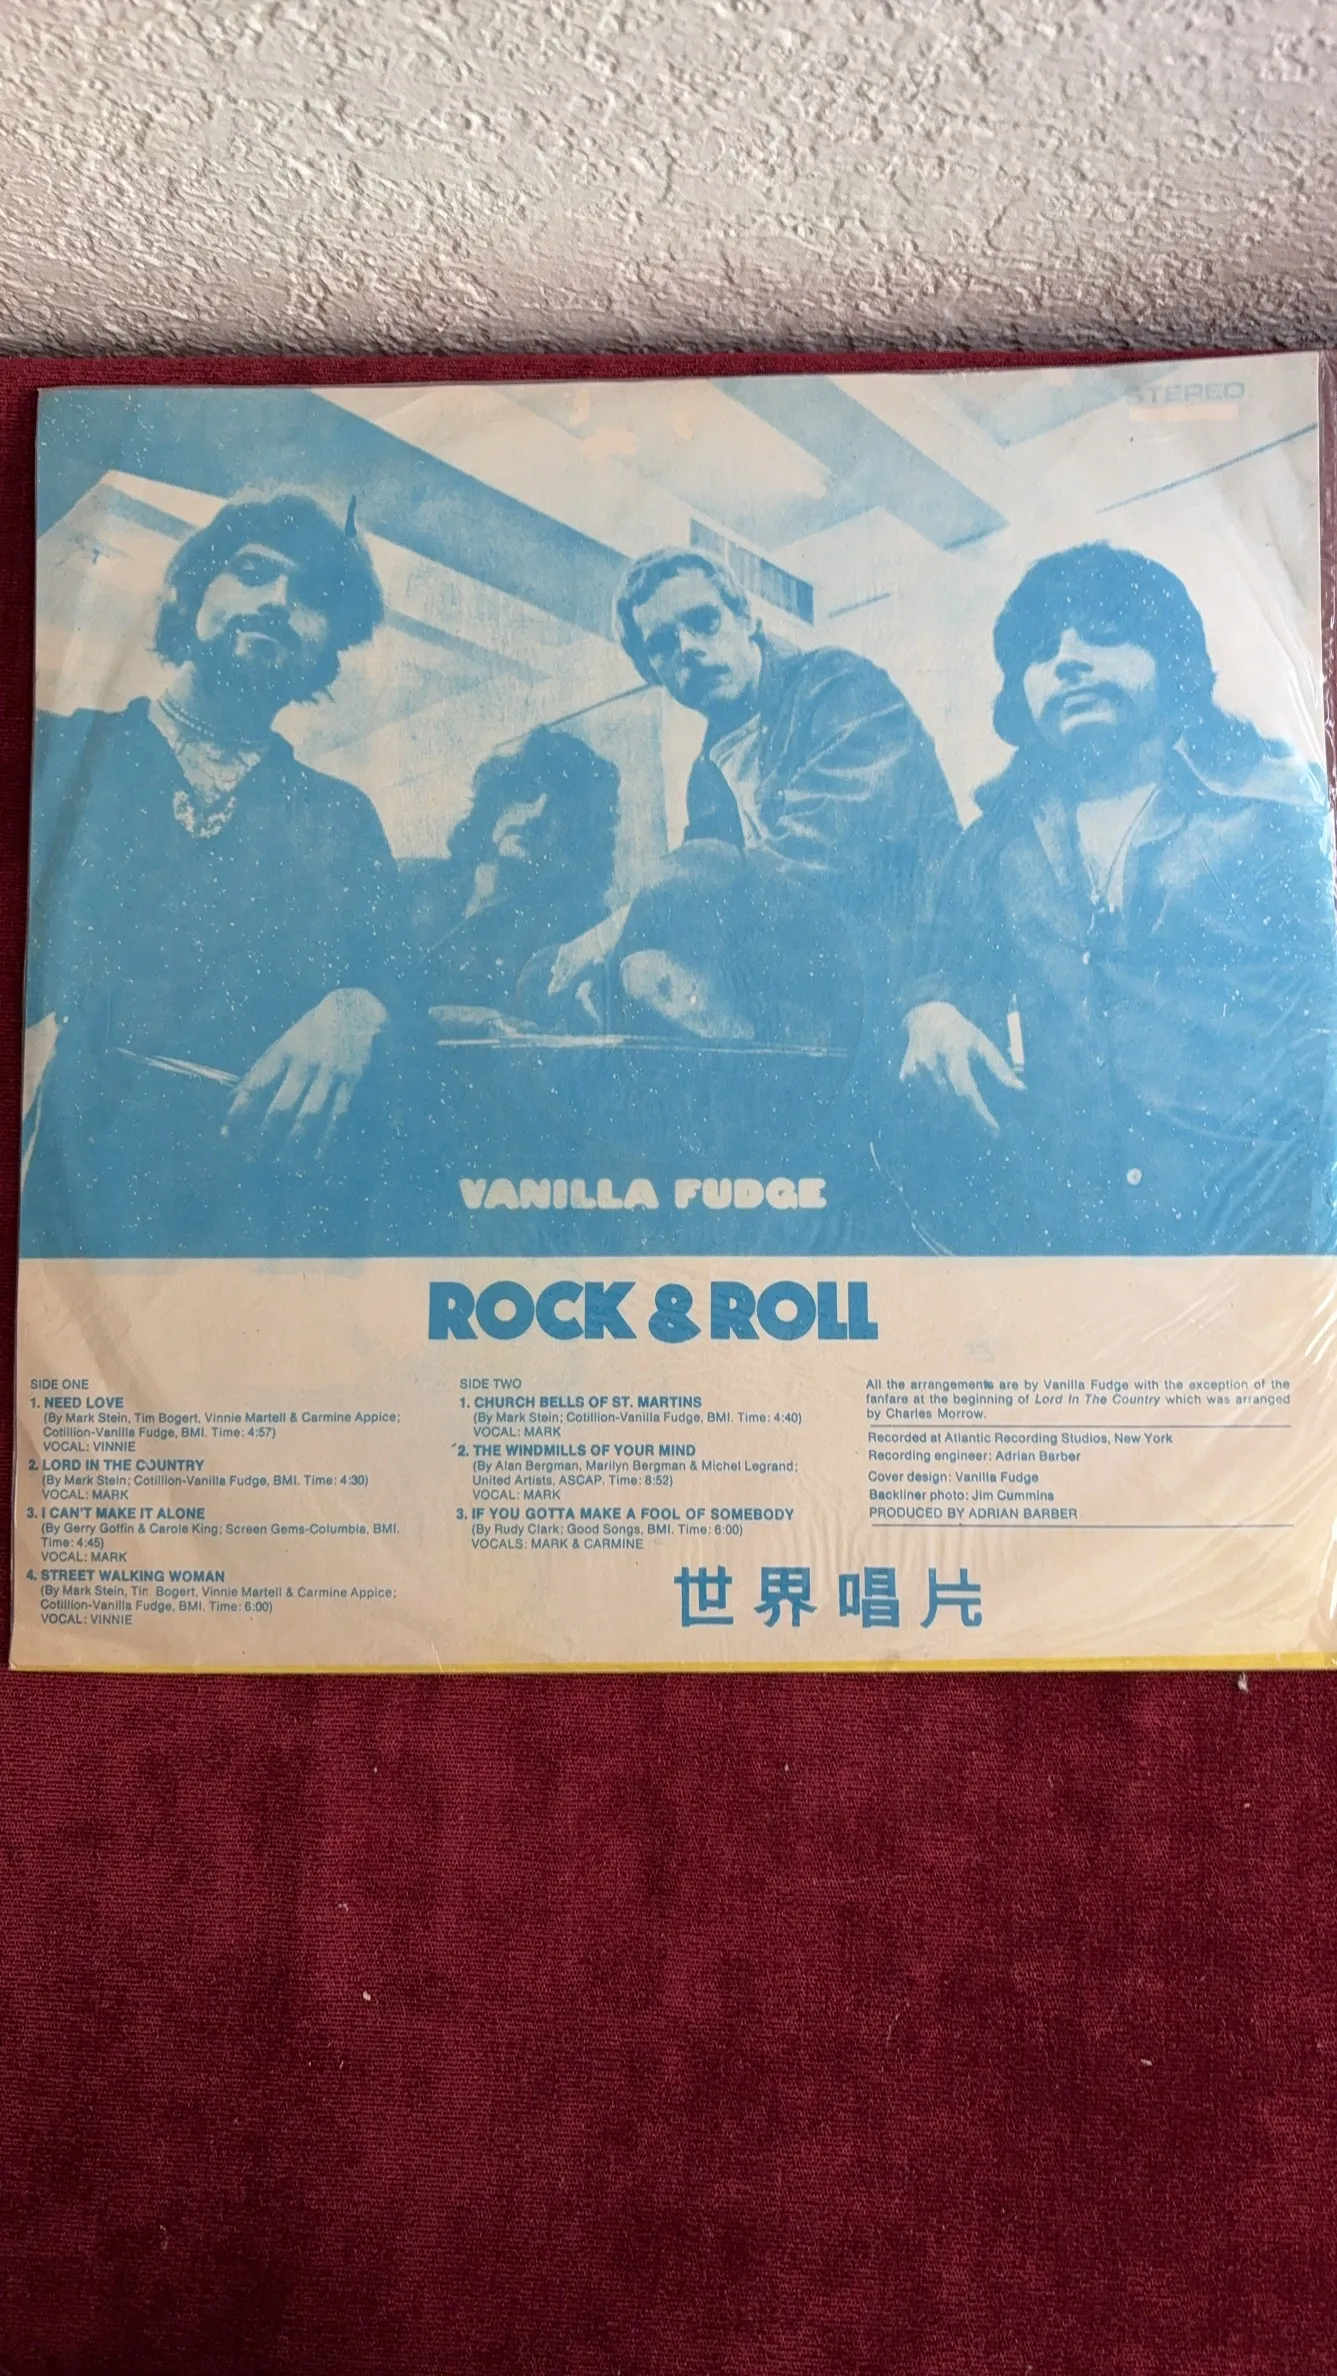 STEREO
VANILLA FUDGE
ROCK & ROLL
SIDE ONE
1. NEED LOVE
(By Mark Stein, Tim Bogert, Vinnie Martell & Carmine Appice;
Cotillion-Vanilla Fudge, BMI. Time: 4:57)
VOCAL: VINNIE
2. LORD IN THE COUNTRY
(By Mark Stein; Cotillion-Vanilla Fudge, BMI. Time: 4:30)
VOCAL: MARK
3. I CAN'T MAKE IT ALONE
(By Gerry Goffin & Carole King; Screen Gems-Columbia, BMI.
Time: 4:45)
VOCAL: MARK
4. STREET WALKING WOMAN
(By Mark Stein, Tim Bogert, Vinnie Martell & Carmine Appice;
Cotillion-Vanilla Fudge, BMI. Time: 6:00)
VOCAL: VINNIE
SIDE TWO
1. CHURCH BELLS OF ST. MARTINS
(By Mark Stein; Cotillion-Vanilla Fudge, BMI. Time: 4:40)
VOCAL: MARK
2. THE WINDMILLS OF YOUR MIND
(By Alan Bergman, Marilyn Bergman & Michel Legrand;
United Artists, ASCAP. Time: 8:52)
VOCAL: MARK
3. IF YOU GOTTA MAKE A FOOL OF SOMEBODY
(By Rudy Clark; Good Songs, BMI. Time: 6:00)
VOCALS: MARK & CARMINE
All the arrangements are by Vanilla Fudge with the exception of the
fanfare at the beginning of Lord In The Country which was arranged
by Charles Morrow.
Recorded at Atlantic Recording Studios, New York
Recording engineer: Adrian Barber
Cover design: Vanilla Fudge
Backliner photo: Jim Cummins
PRODUCED BY ADRIAN BARBER
世界唱片